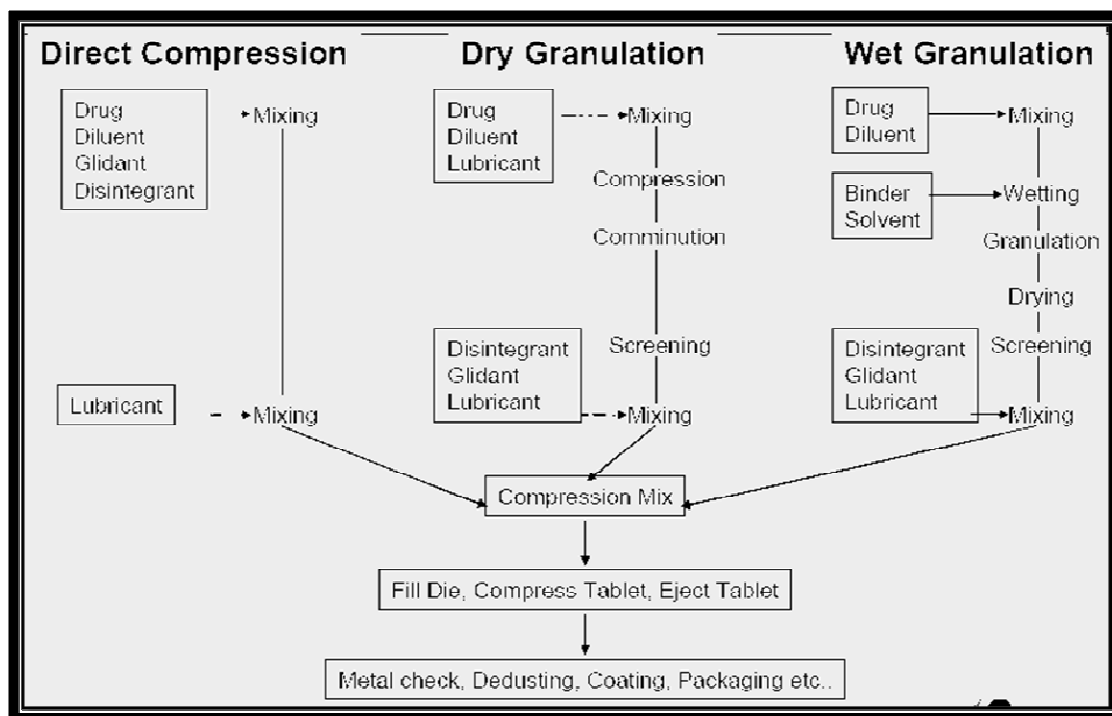 Direct Compression
Drug
Diluent
Glidant
Disintegrant
Mixing
Lubricant
Mixing
Dry Granulation
Drug
Diluent
Lubricant
Mixing
Compression
Comminution
Screening
Disintegrant
Glidant
Lubricant
Mixing
Wet Granulation
Drug
Diluent
Mixing
Binder
Solvent
Wetting
Granulation
Drying
Screening
Disintegrant
Glidant
Lubricant
Mixing
Compression Mix
Fill Die, Compress Tablet, Eject Tablet
Metal check, Dedusting, Coating, Packaging etc..